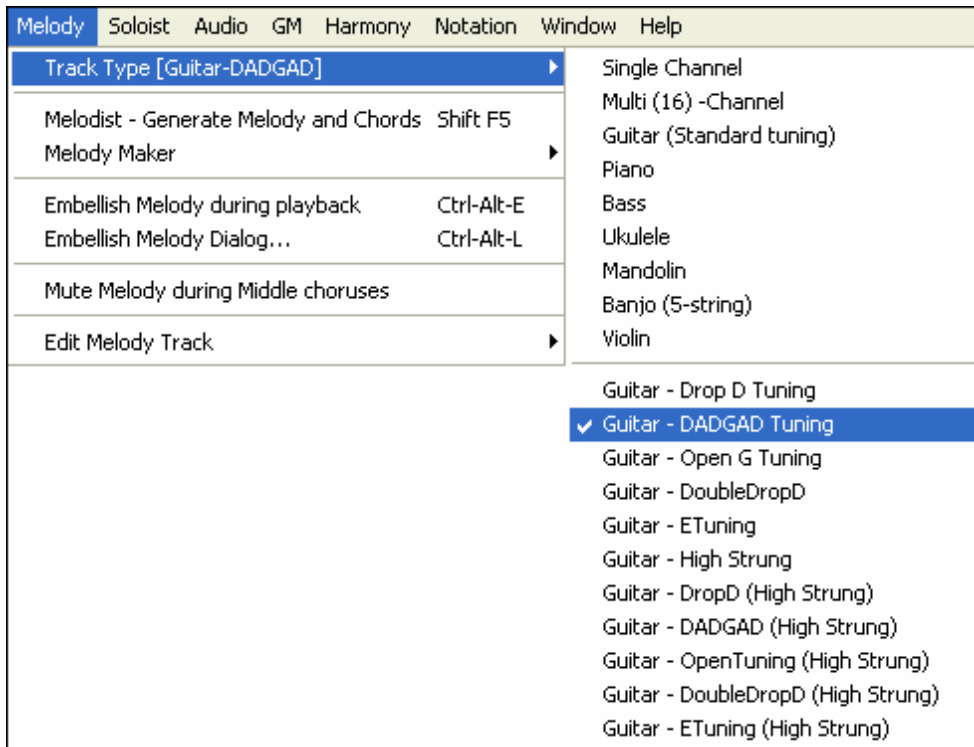 Melody Soloist Audio GM Harmony Notation Window Help
Track Type [Guitar-DADGAD]
Melodist - Generate Melody and Chords Shift F5
Melody Maker
Embellish Melody during playback Ctrl-Alt-E
Embellish Melody Dialog... Ctrl-Alt-L
Mute Melody during Middle choruses
Edit Melody Track
Single Channel
Multi (16) -Channel
Guitar (Standard tuning)
Piano
Bass
Ukulele
Mandolin
Banjo (5-string)
Violin
Guitar - Drop D Tuning
Guitar - DADGAD Tuning
Guitar - Open G Tuning
Guitar - DoubleDropD
Guitar - ETuning
Guitar - High Strung
Guitar - DropD (High Strung)
Guitar - DADGAD (High Strung)
Guitar - OpenTuning (High Strung)
Guitar - DoubleDropD (High Strung)
Guitar - ETuning (High Strung)